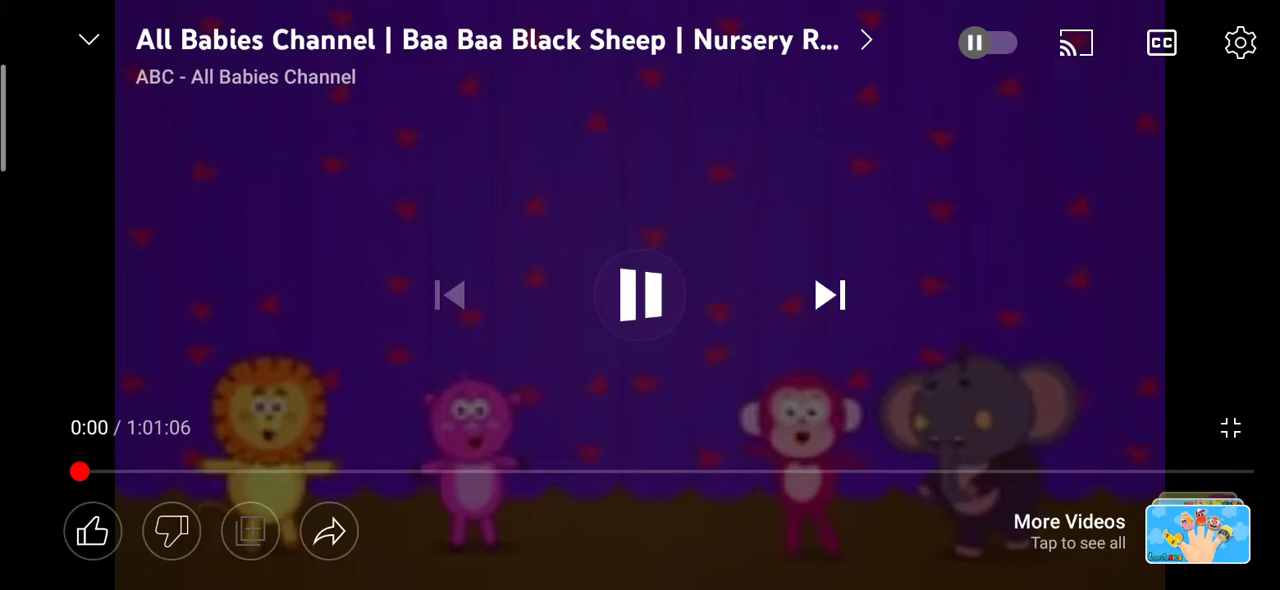 All Babies Channel | Baa Baa Black Sheep | Nursery R...
ABC - All Babies Channel
CC
0:00 / 1:01:06
More Videos
Tap to see all